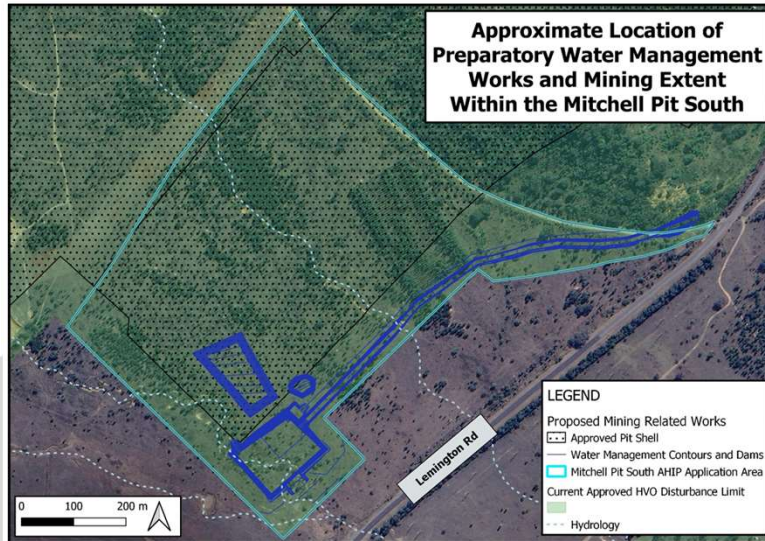 Approximate Location of
Preparatory Water Management
Works and Mining Extent
Within the Mitchell Pit South
Lemington Rd
LEGEND
Proposed Mining Related Works
Approved Pit Shell
Water Management Contours and Dams
Mitchell Pit South AHIP Application Area
Current Approved HVO Disturbance Limit
Hydrology
0 100 200 m